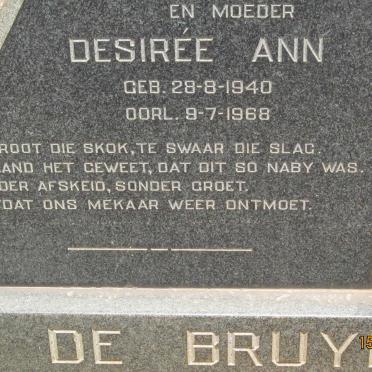 EN MOEDER
DESIRÉE ANN
GEB. 28-8-1940
OORL. 9-7-1968
ROOT DIE SKOK, TE SWAAR DIE SLAG.
AND HET GEWEET, DAT DIT SO NABY WAS.
DER AFSKEID, SONDER GROET.
DAT ONS MEKAAR WEER ONTMOET.
DE BRUY
15